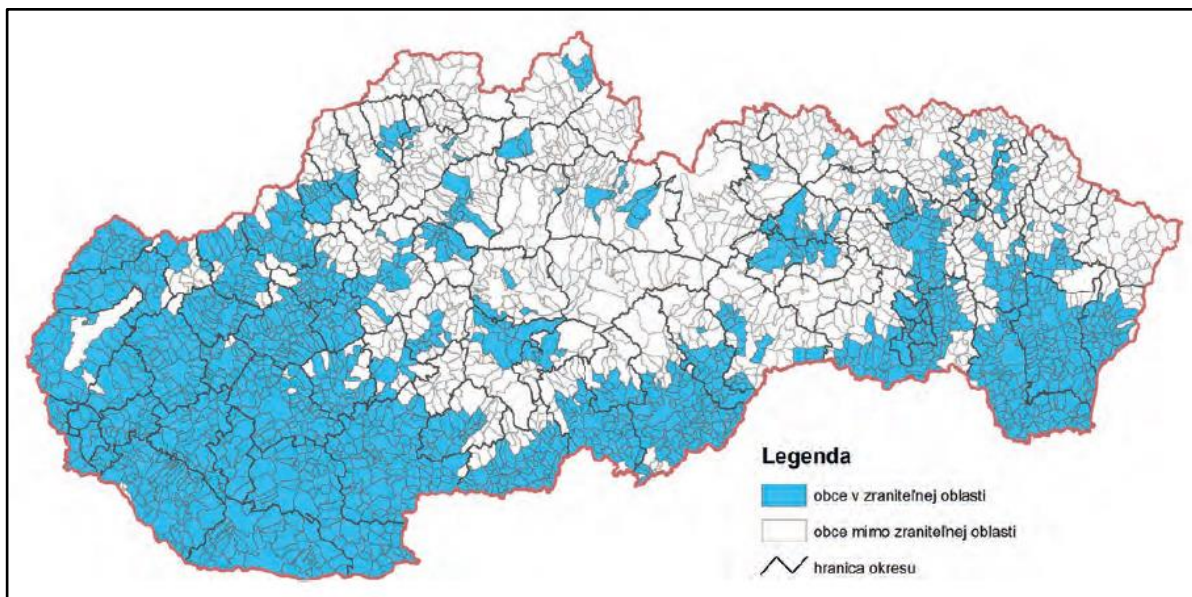 Legenda
obce v zraniteľnej oblasti
obce mimo zraniteľnej oblasti
hranica okresu